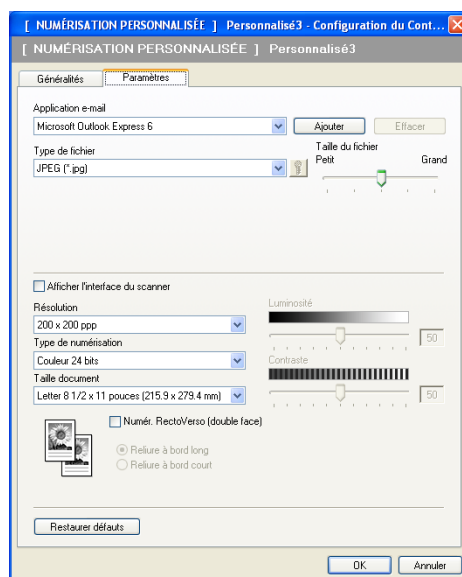 [ NUMÉRISATION PERSONNALISÉE ] Personnalisé3 - Configuration du Cont...
[ NUMÉRISATION PERSONNALISÉE ] Personnalisé3
Généralités Paramètres
Application e-mail
Microsoft Outlook Express 6 Ajouter Effacer
Type de fichier Taille du fichier
Petit Grand
JPEG (*.jpg)
Afficher l'interface du scanner
Résolution Luminosité
200 x 200 ppp
50
Type de numérisation
Couleur 24 bits Contraste
Taille document
Letter 8 1/2 x 11 pouces (215.9 x 279.4 mm) 50
Numér. RectoVerso (double face)
Reliure à bord long
Reliure à bord court
Restaurer défauts
OK Annuler